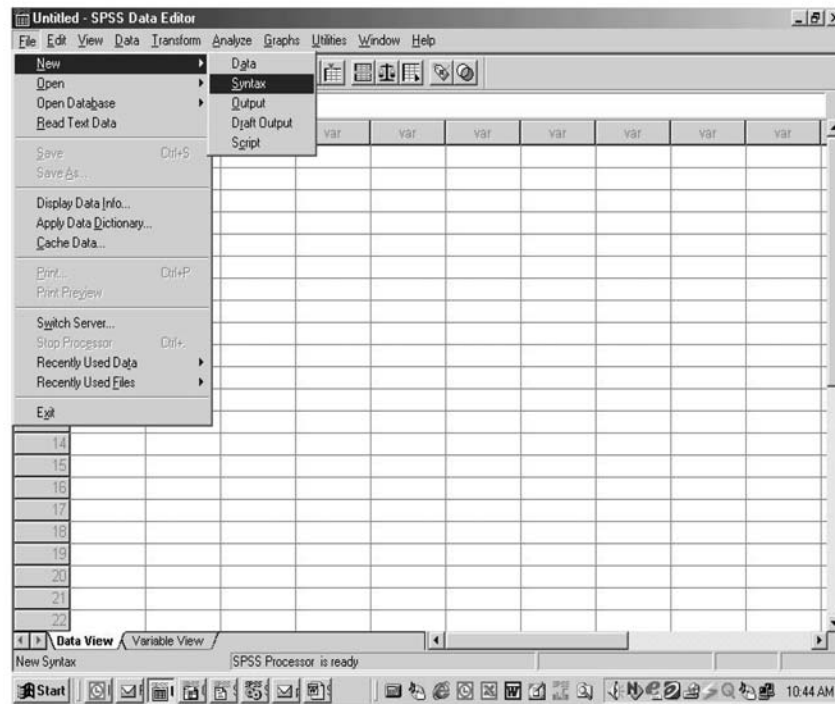 Untitled - SPSS Data Editor
File Edit View Data Transform Analyze Graphs Utilities Window Help
New
Open
Open Database
Read Text Data
Save Ctrl+S
Save As...
Display Data Info...
Apply Data Dictionary...
Cache Data...
Print... Ctrl+P
Print Preview
Switch Server...
Stop Processor Ctrl+.
Recently Used Data
Recently Used Files
Exit
Data
Syntax
Output
Draft Output
Script
var var var var var var var
14
15
16
17
18
19
20
21
22
Data View Variable View
New Syntax SPSS Processor is ready
Start 10:44 AM